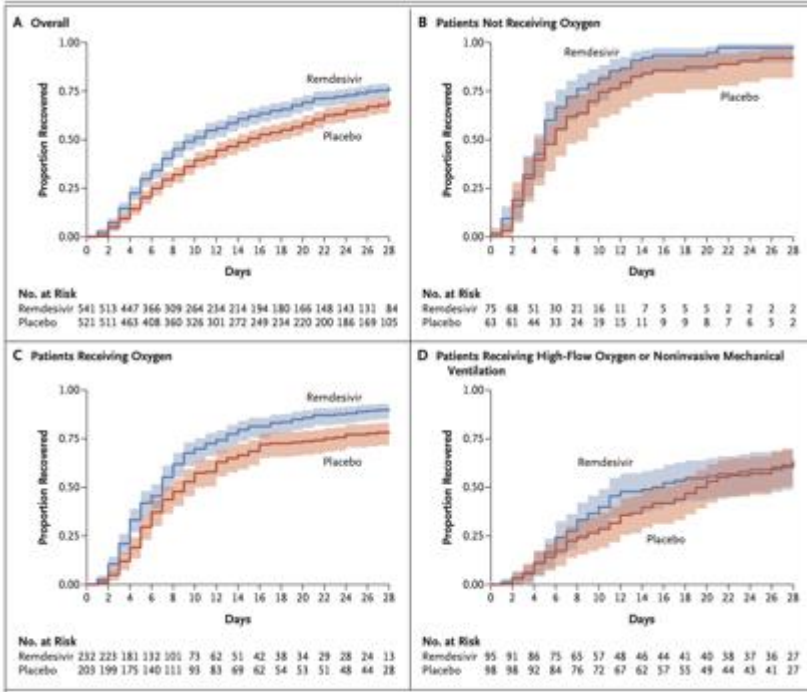 A Overall
1.00
0.75
0.50
0.25
0.00
Proportion Recovered
Remdesivir
Placebo
0 2 4 6 8 10 12 14 16 18 20 22 24 26 28
Days
No. at Risk
Remdesivir 541 513 447 366 309 264 234 214 194 180 166 148 143 131 84
Placebo 521 511 463 408 360 326 301 272 249 234 220 200 186 169 105
B Patients Not Receiving Oxygen
1.00
0.75
0.50
0.25
0.00
Proportion Recovered
Remdesivir
Placebo
0 2 4 6 8 10 12 14 16 18 20 22 24 26 28
Days
No. at Risk
Remdesivir 75 68 51 30 21 16 11 7 5 5 5 2 2 2 2
Placebo 63 61 44 33 24 19 15 11 9 9 8 7 6 5 2
C Patients Receiving Oxygen
1.00
0.75
0.50
0.25
0.00
Proportion Recovered
Remdesivir
Placebo
0 2 4 6 8 10 12 14 16 18 20 22 24 26 28
Days
No. at Risk
Remdesivir 232 223 181 132 101 73 62 51 42 38 34 29 28 24 13
Placebo 203 199 175 140 111 93 83 69 62 54 53 51 48 44 28
D Patients Receiving High-Flow Oxygen or Noninvasive Mechanical
Ventilation
1.00
0.75
0.50
0.25
0.00
Proportion Recovered
Remdesivir
Placebo
0 2 4 6 8 10 12 14 16 18 20 22 24 26 28
Days
No. at Risk
Remdesivir 95 91 86 75 65 57 48 46 44 41 40 38 37 36 27
Placebo 98 98 92 84 76 72 67 62 57 55 49 44 43 41 27